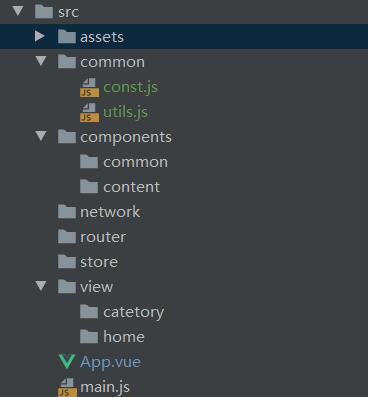 src
assets
common
JS const.js
JS utils.js
components
common
content
network
router
store
view
catetory
home
App.vue
JS main.js